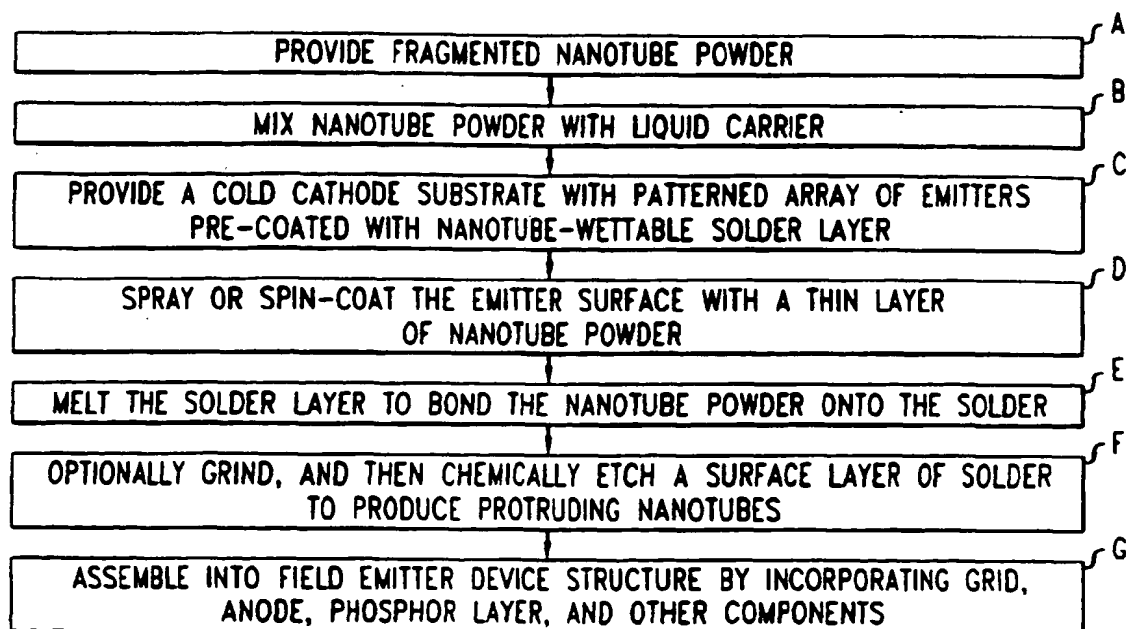 A
PROVIDE FRAGMENTED NANOTUBE POWDER
B
MIX NANOTUBE POWDER WITH LIQUID CARRIER
C
PROVIDE A COLD CATHODE SUBSTRATE WITH PATTERNED ARRAY OF EMITTERS
PRE-COATED WITH NANOTUBE-WETTABLE SOLDER LAYER
D
SPRAY OR SPIN-COAT THE EMITTER SURFACE WITH A THIN LAYER
OF NANOTUBE POWDER
E
MELT THE SOLDER LAYER TO BOND THE NANOTUBE POWDER ONTO THE SOLDER
F
OPTIONALLY GRIND, AND THEN CHEMICALLY ETCH A SURFACE LAYER OF SOLDER
TO PRODUCE PROTRUDING NANOTUBES
G
ASSEMBLE INTO FIELD EMITTER DEVICE STRUCTURE BY INCORPORATING GRID,
ANODE, PHOSPHOR LAYER, AND OTHER COMPONENTS